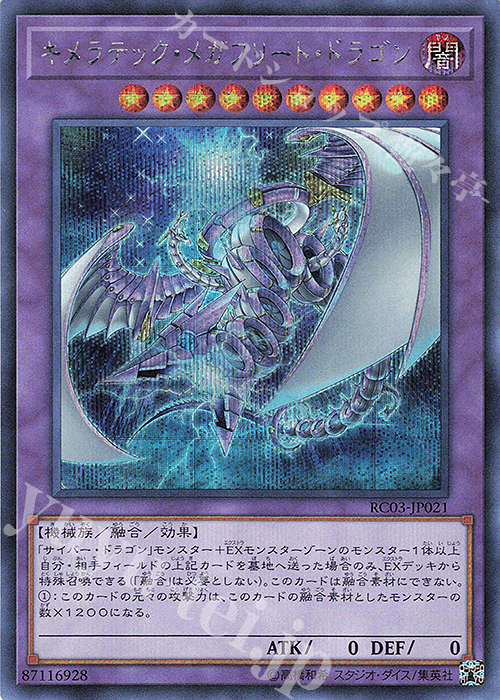 キメラテック・メガフリート・ドラゴン
闇
RC03-JP021
【機械族／融合／効果】
「サイバー・ドラゴン」モンスター＋EXモンスターゾーンのモンスター1体以上
自分・相手フィールドの上記カードを墓地へ送った場合のみ、EXデッキから
特殊召喚できる（「融合」は必要としない）。このカードは融合素材にできない。
①：このカードの元々の攻撃力は、このカードの融合素材としたモンスターの
数×1200になる。
ATK/ 0 DEF/ 0
87116928
©高橋和希 スタジオ・ダイス/集英社